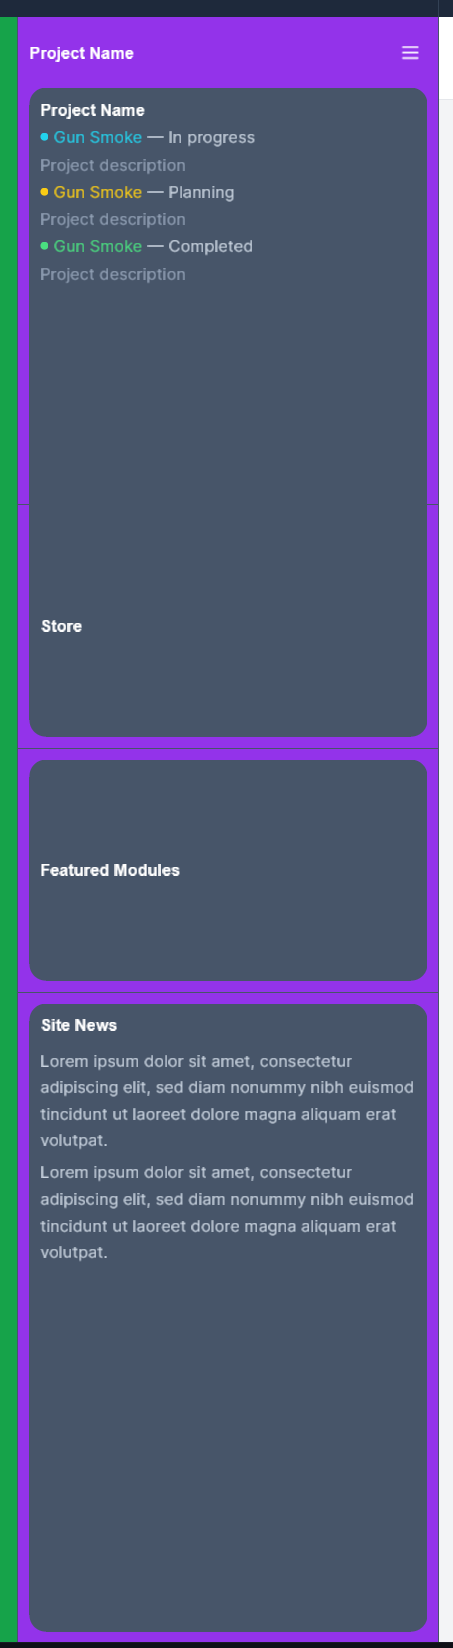 Project Name
Project Name
Gun Smoke — In progress
Project description
Gun Smoke — Planning
Project description
Gun Smoke — Completed
Project description
Store
Featured Modules
Site News
Lorem ipsum dolor sit amet, consectetur
adipiscing elit, sed diam nonummy nibh euismod
tincidunt ut laoreet dolore magna aliquam erat
volutpat.
Lorem ipsum dolor sit amet, consectetur
adipiscing elit, sed diam nonummy nibh euismod
tincidunt ut laoreet dolore magna aliquam erat
volutpat.